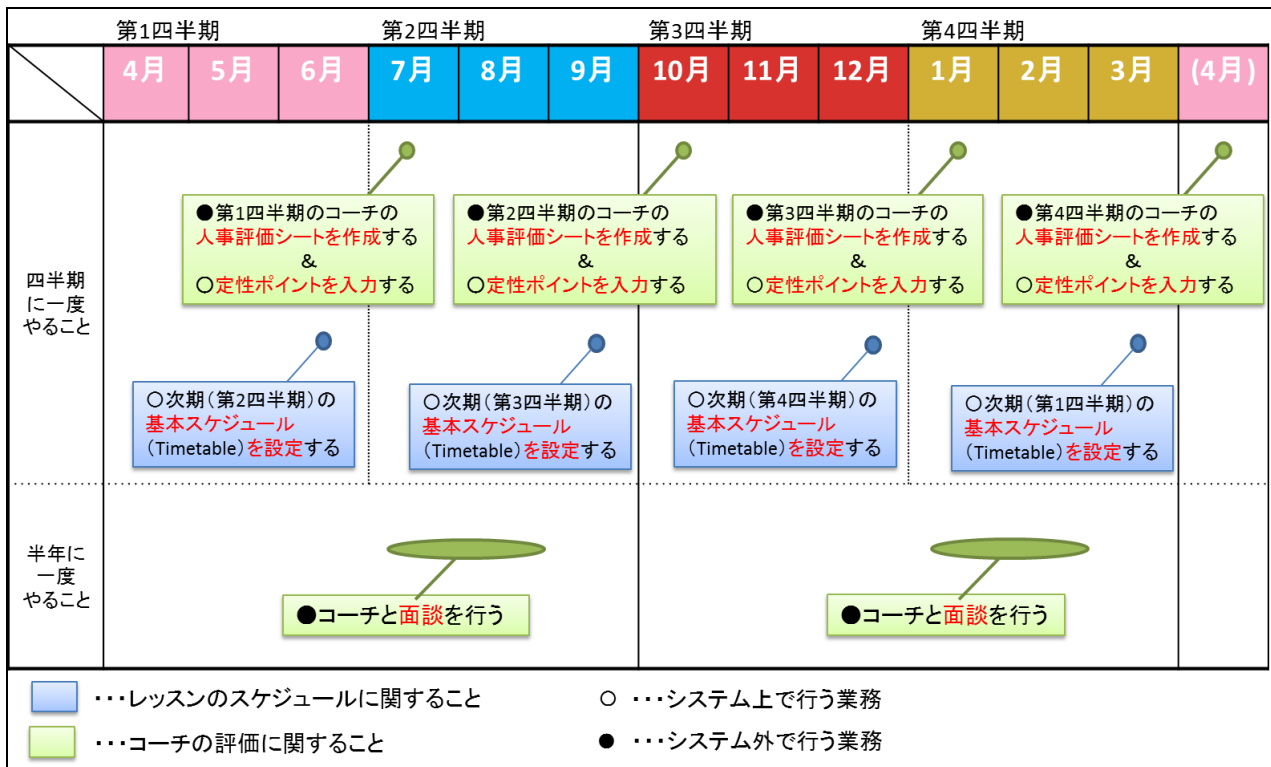 第1四半期 第2四半期 第3四半期 第4四半期
4月 5月 6月 7月 8月 9月 10月 11月 12月 1月 2月 3月 (4月)
四半期
に一度
やること
●第1四半期のコーチの
人事評価シートを作成する
&
○定性ポイントを入力する
●第2四半期のコーチの
人事評価シートを作成する
&
○定性ポイントを入力する
●第3四半期のコーチの
人事評価シートを作成する
&
○定性ポイントを入力する
●第4四半期のコーチの
人事評価シートを作成する
&
○定性ポイントを入力する
○次期(第2四半期)の
基本スケジュール
(Timetable)を設定する
○次期(第3四半期)の
基本スケジュール
(Timetable)を設定する
○次期(第4四半期)の
基本スケジュール
(Timetable)を設定する
○次期(第1四半期)の
基本スケジュール
(Timetable)を設定する
半年に
一度
やること
●コーチと面談を行う
●コーチと面談を行う
・・・レッスンのスケジュールに関すること
○ ・・・システム上で行う業務
・・・コーチの評価に関すること
● ・・・システム外で行う業務